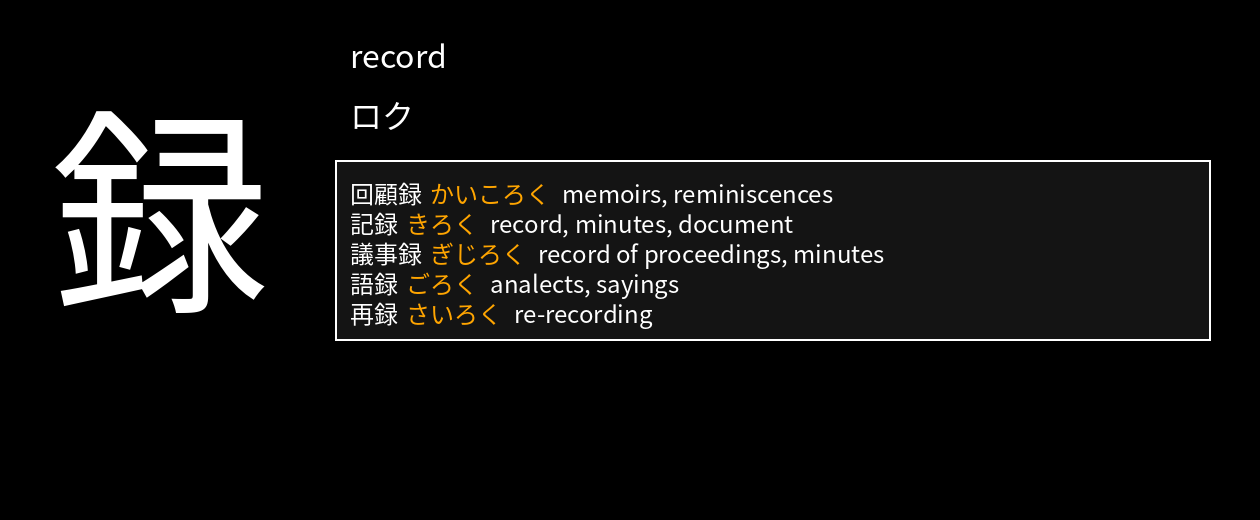 録
record
ロク
回顧録 かいころく memoirs, reminiscences
記録 きろく record, minutes, document
議事録 ぎじろく record of proceedings, minutes
語録 ごろく analects, sayings
再録 さいろく re-recording